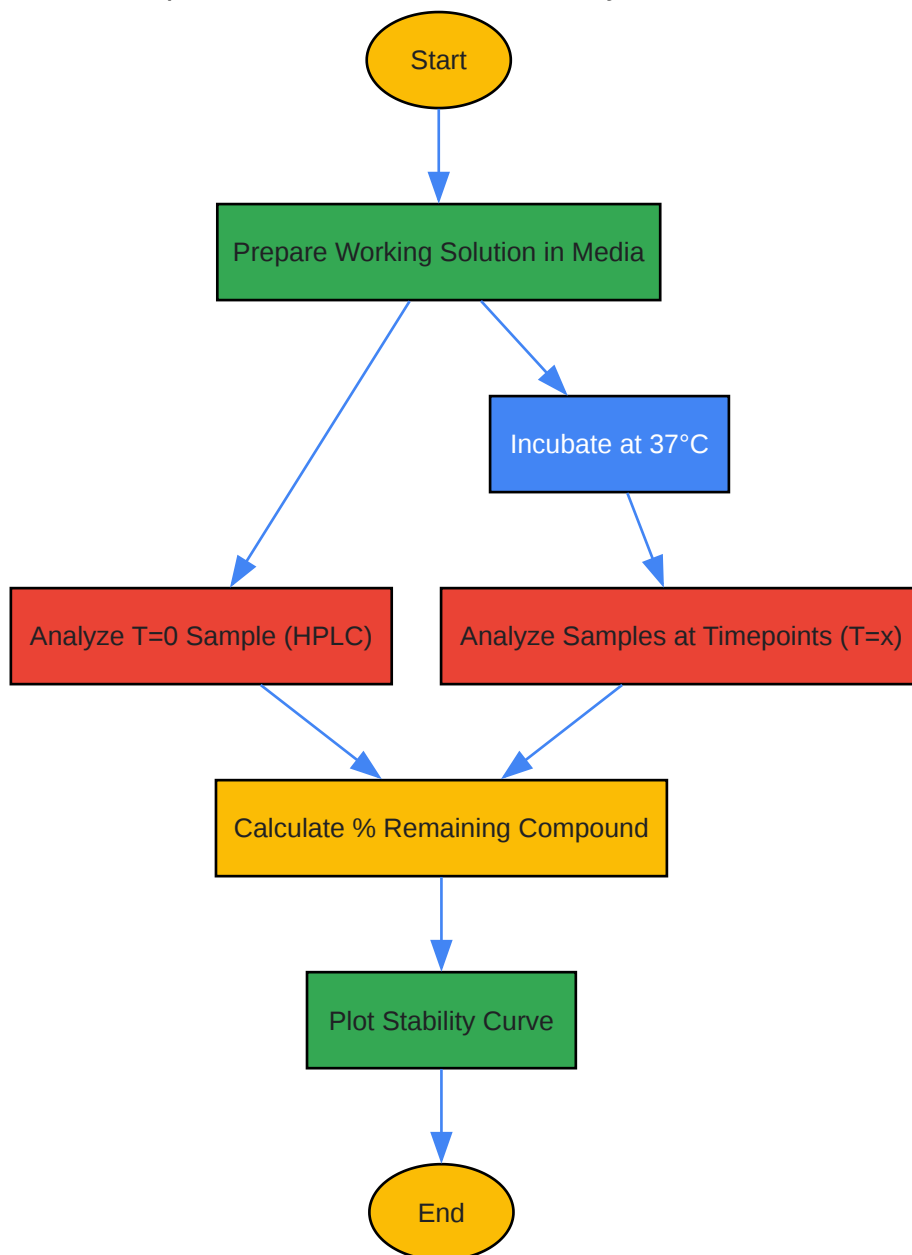 Start
Prepare Working Solution in Media
Incubate at 37°C
Analyze T=0 Sample (HPLC)
Analyze Samples at Timepoints (T=x)
Calculate % Remaining Compound
Plot Stability Curve
End